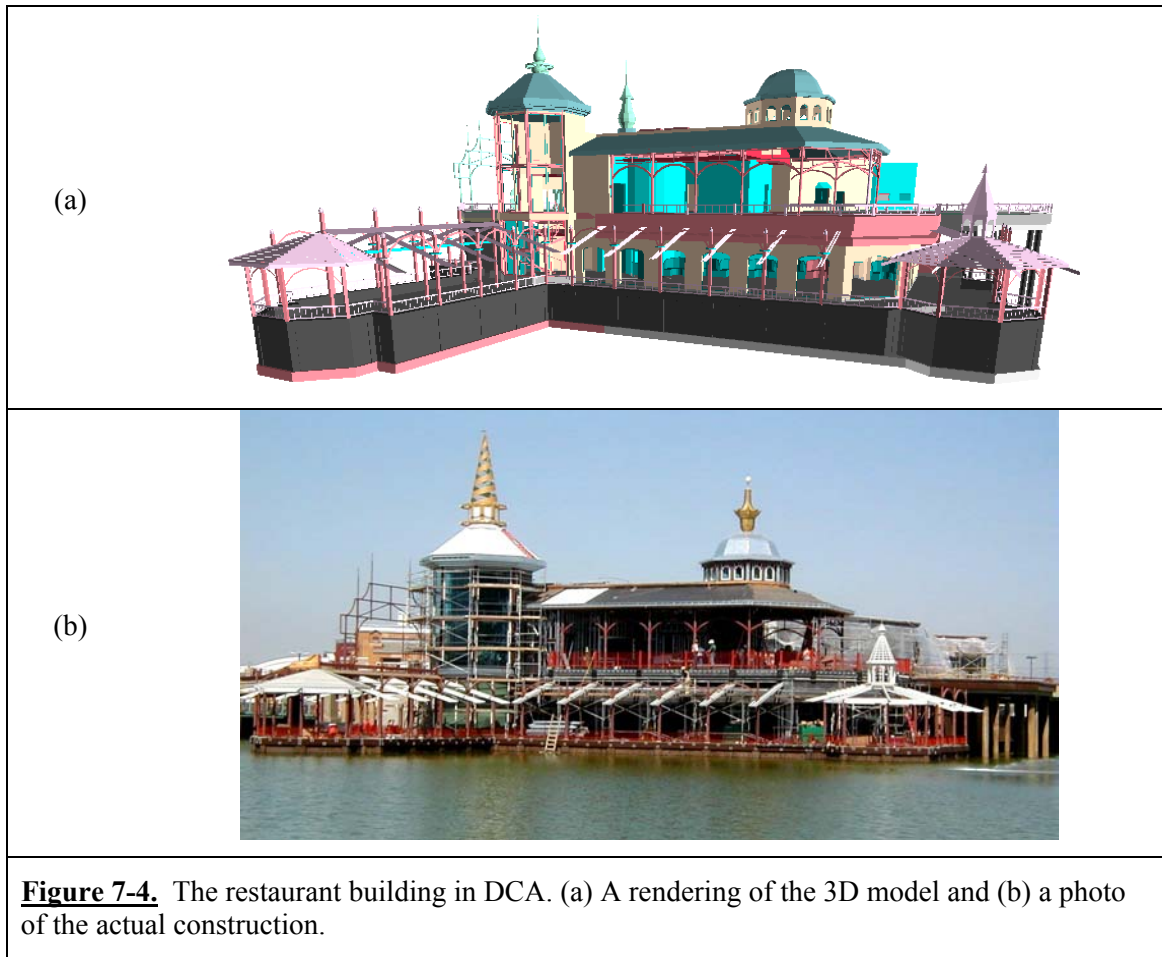 (a)
(b)
Figure 7-4. The restaurant building in DCA. (a) A rendering of the 3D model and (b) a photo
of the actual construction.